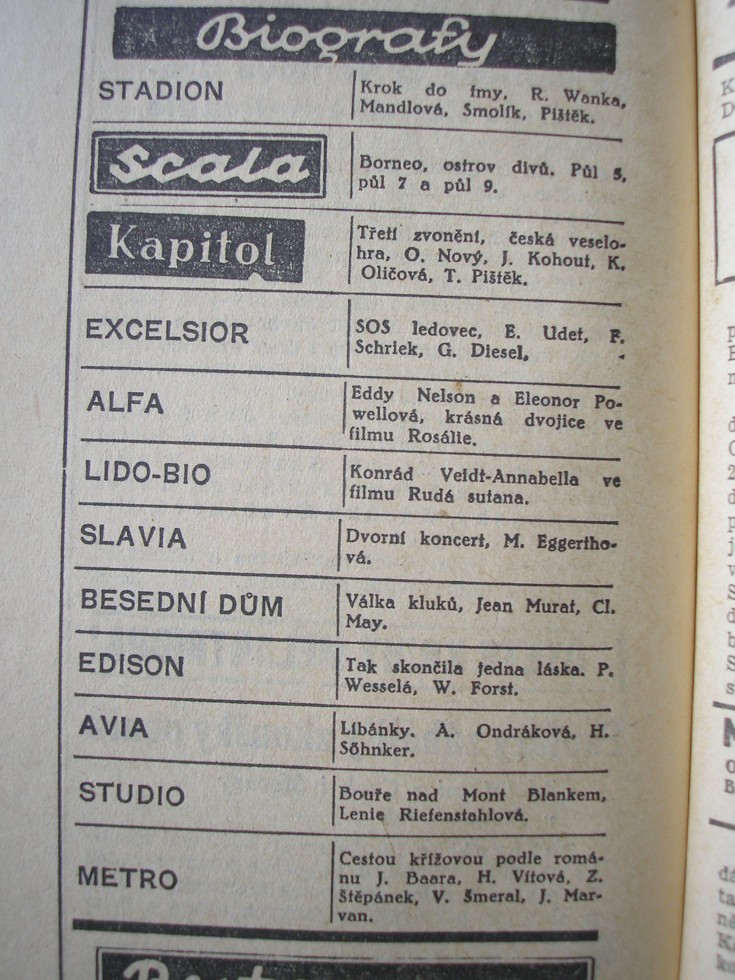 Biografy
STADION
Krok do tmy, R. Wanka,
Mandlová, Smolík, Pištěk.
Scala
Borneo, ostrov divů. Půl 5,
půl 7 a půl 9.
Kapitol
Třetí zvonění, česká veselo-
hra, O. Nový, J. Kohout, K.
Oličová, T. Pištěk.
EXCELSIOR
SOS ledovec, E. Udet, F.
Schriek, G. Diesel,
ALFA
Eddy Nelson a Eleonor Po-
wellová, krásná dvojice ve
filmu Rosálie.
LIDO-BIO
Konrád Veidt-Annabella ve
filmu Rudá sutana.
SLAVIA
Dvorní koncert, M. Eggertho-
vá.
BESEDNÍ DŮM
Válka kluků, Jean Murat, Cl.
May.
EDISON
Tak skončila jedna láska. P.
Wesselá, W. Forst.
AVIA
Líbánky. A. Ondráková, H.
Söhnker.
STUDIO
Bouře nad Mont Blankem,
Lenie Riefenstahlová.
METRO
Cestou křížovou podle romá-
nu J. Baara, H. Vítová, Z.
Štěpánek, V. Šmeral, J. Mar-
van.